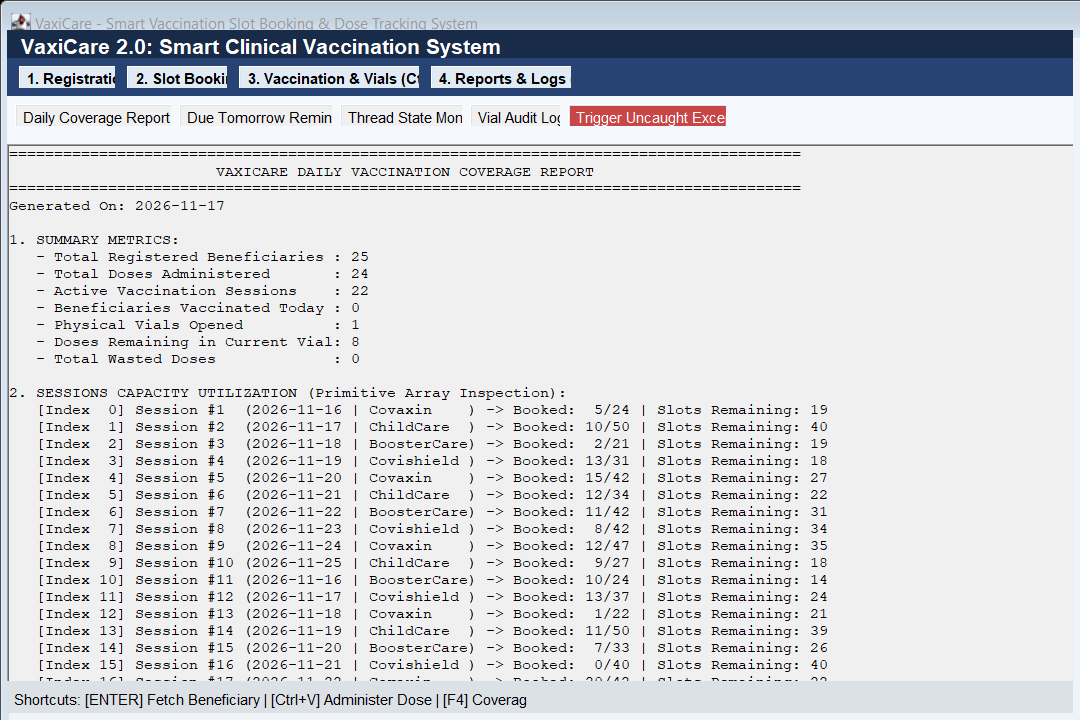 VaxiCare - Smart Vaccination Slot Booking & Dose Tracking System
VaxiCare 2.0: Smart Clinical Vaccination System
1. Registratio 2. Slot Bookin 3. Vaccination & Vials (Ct 4. Reports & Logs
Daily Coverage Report Due Tomorrow Remin Thread State Mon Vial Audit Log Trigger Uncaught Exce
========================================================================================
VAXICARE DAILY VACCINATION COVERAGE REPORT
========================================================================================
Generated On: 2026-11-17
1. SUMMARY METRICS:
- Total Registered Beneficiaries : 25
- Total Doses Administered : 24
- Active Vaccination Sessions : 22
- Beneficiaries Vaccinated Today : 0
- Physical Vials Opened : 1
- Doses Remaining in Current Vial: 8
- Total Wasted Doses : 0
2. SESSIONS CAPACITY UTILIZATION (Primitive Array Inspection):
[Index 0] Session #1 (2026-11-16 | Covaxin ) -> Booked: 5/24 | Slots Remaining: 19
[Index 1] Session #2 (2026-11-17 | ChildCare ) -> Booked: 10/50 | Slots Remaining: 40
[Index 2] Session #3 (2026-11-18 | BoosterCare) -> Booked: 2/21 | Slots Remaining: 19
[Index 3] Session #4 (2026-11-19 | Covishield ) -> Booked: 13/31 | Slots Remaining: 18
[Index 4] Session #5 (2026-11-20 | Covaxin ) -> Booked: 15/42 | Slots Remaining: 27
[Index 5] Session #6 (2026-11-21 | ChildCare ) -> Booked: 12/34 | Slots Remaining: 22
[Index 6] Session #7 (2026-11-22 | BoosterCare) -> Booked: 11/42 | Slots Remaining: 31
[Index 7] Session #8 (2026-11-23 | Covishield ) -> Booked: 8/42 | Slots Remaining: 34
[Index 8] Session #9 (2026-11-24 | Covaxin ) -> Booked: 12/47 | Slots Remaining: 35
[Index 9] Session #10 (2026-11-25 | ChildCare ) -> Booked: 9/27 | Slots Remaining: 18
[Index 10] Session #11 (2026-11-16 | BoosterCare) -> Booked: 10/24 | Slots Remaining: 14
[Index 11] Session #12 (2026-11-17 | Covishield ) -> Booked: 13/37 | Slots Remaining: 24
[Index 12] Session #13 (2026-11-18 | Covaxin ) -> Booked: 1/22 | Slots Remaining: 21
[Index 13] Session #14 (2026-11-19 | ChildCare ) -> Booked: 11/50 | Slots Remaining: 39
[Index 14] Session #15 (2026-11-20 | BoosterCare) -> Booked: 7/33 | Slots Remaining: 26
[Index 15] Session #16 (2026-11-21 | Covishield ) -> Booked: 0/40 | Slots Remaining: 40
Shortcuts: [ENTER] Fetch Beneficiary | [Ctrl+V] Administer Dose | [F4] Coverag